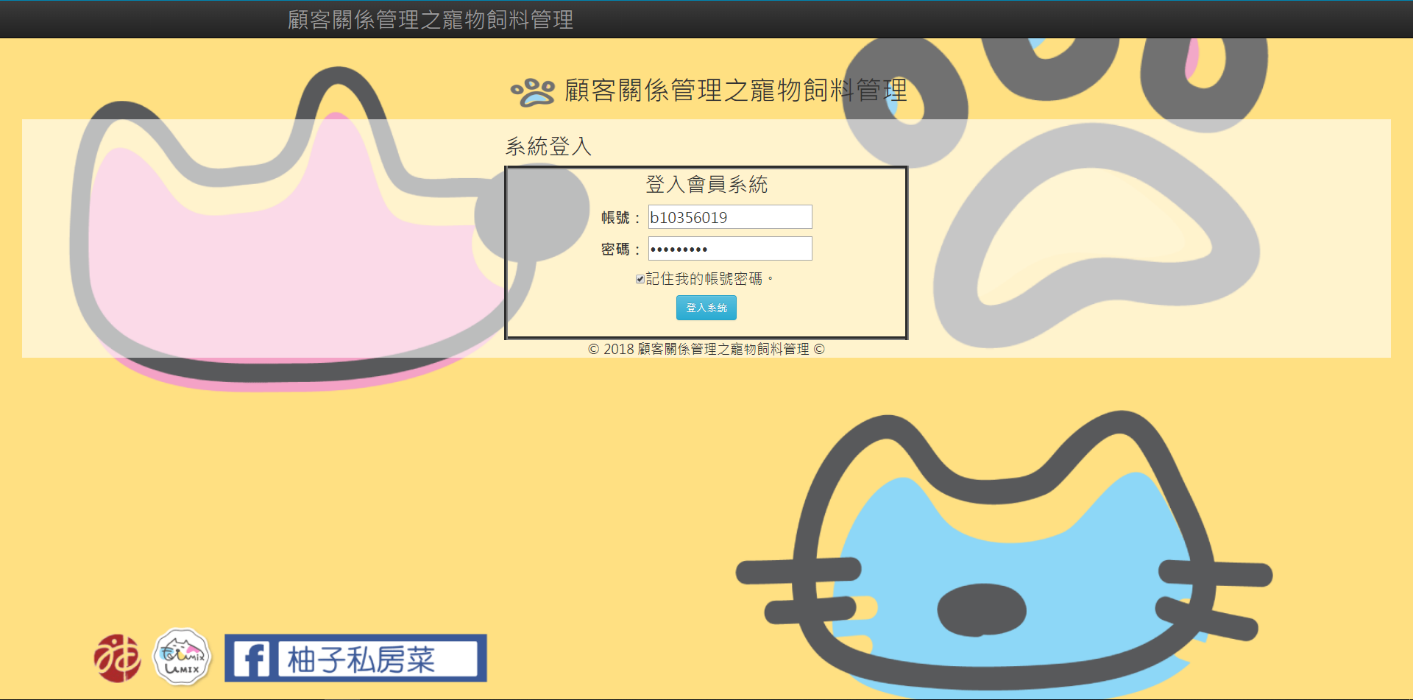 顧客關係管理之寵物飼料管理
顧客關係管理之寵物飼料管理
系統登入
登入會員系統
帳號： b10356019
密碼： •••••••••
記住我的帳號密碼。
登入系統
© 2018 顧客關係管理之寵物飼料管理 ©
LAMIX
f 柚子私房菜